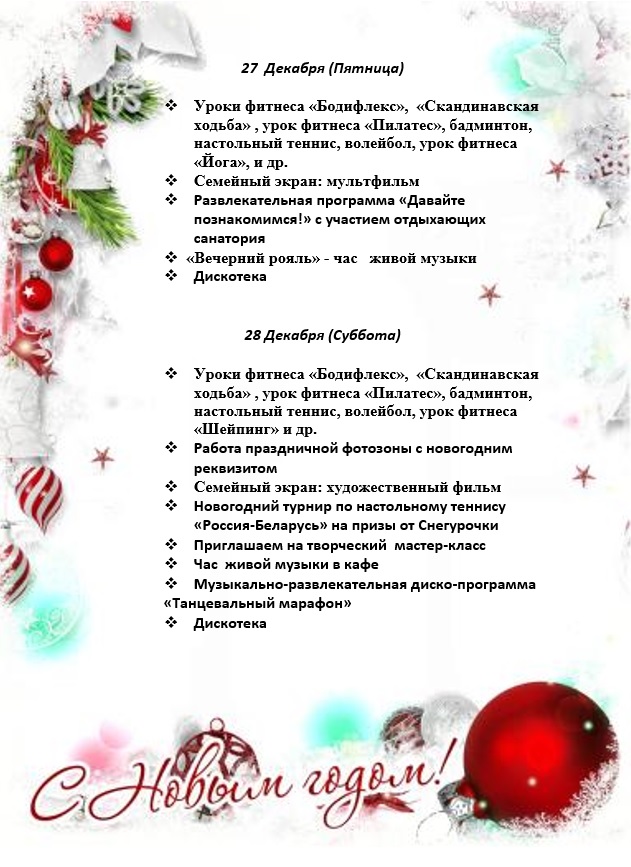 27 Декабря (Пятница)
❖ Уроки фитнеса «Бодифлекс», «Скандинавская
ходьба» , урок фитнеса «Пилатес», бадминтон,
настольный теннис, волейбол, урок фитнеса
«Йога», и др.
❖ Семейный экран: мультфильм
❖ Развлекательная программа «Давайте
познакомимся!» с участием отдыхающих
санатория
❖ «Вечерний рояль» - час живой музыки
❖ Дискотека
28 Декабря (Суббота)
❖ Уроки фитнеса «Бодифлекс», «Скандинавская
ходьба» , урок фитнеса «Пилатес», бадминтон,
настольный теннис, волейбол, урок фитнеса
«Шейпинг» и др.
❖ Работа праздничной фотозоны с новогодним
реквизитом
❖ Семейный экран: художественный фильм
❖ Новогодний турнир по настольному теннису
«Россия-Беларусь» на призы от Снегурочки
❖ Приглашаем на творческий мастер-класс
❖ Час живой музыки в кафе
❖ Музыкально-развлекательная диско-программа
«Танцевальный марафон»
❖ Дискотека
С Новым годом!